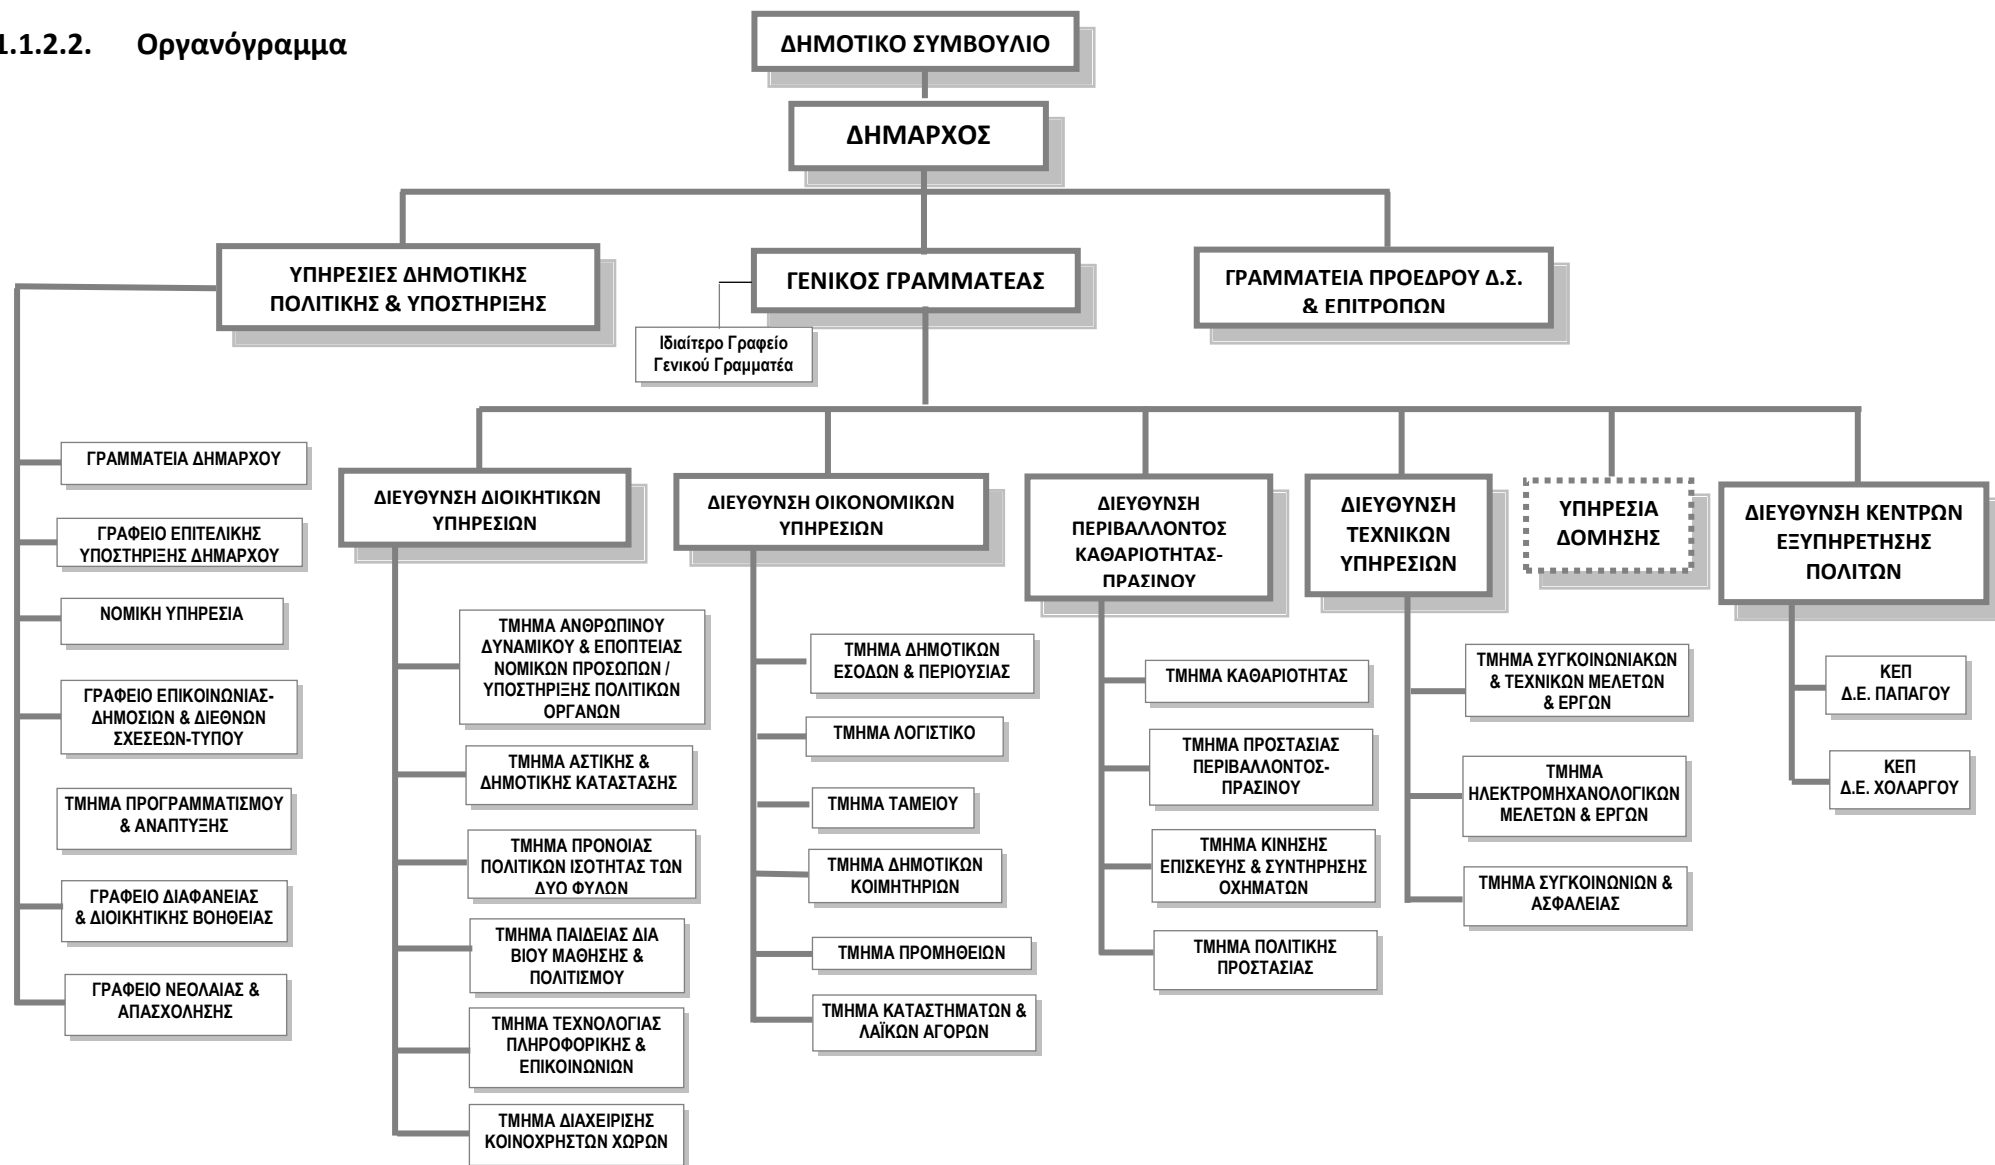 1.1.2.2. Οργανόγραμμα
ΔΗΜΟΤΙΚΟ ΣΥΜΒΟΥΛΙΟ
ΔΗΜΑΡΧΟΣ
ΥΠΗΡΕΣΙΕΣ ΔΗΜΟΤΙΚΗΣ
ΠΟΛΙΤΙΚΗΣ & ΥΠΟΣΤΗΡΙΞΗΣ
ΓΕΝΙΚΟΣ ΓΡΑΜΜΑΤΕΑΣ
ΓΡΑΜΜΑΤΕΙΑ ΠΡΟΕΔΡΟΥ Δ.Σ.
& ΕΠΙΤΡΟΠΩΝ
Ιδιαίτερο Γραφείο
Γενικού Γραμματέα
ΓΡΑΜΜΑΤΕΙΑ ΔΗΜΑΡΧΟΥ
ΓΡΑΦΕΙΟ ΕΠΙΤΕΛΙΚΗΣ
ΥΠΟΣΤΗΡΙΞΗΣ ΔΗΜΑΡΧΟΥ
ΝΟΜΙΚΗ ΥΠΗΡΕΣΙΑ
ΓΡΑΦΕΙΟ ΕΠΙΚΟΙΝΩΝΙΑΣ-
ΔΗΜΟΣΙΩΝ & ΔΙΕΘΝΩΝ
ΣΧΕΣΕΩΝ-ΤΥΠΟΥ
ΤΜΗΜΑ ΠΡΟΓΡΑΜΜΑΤΙΣΜΟΥ
& ΑΝΑΠΤΥΞΗΣ
ΓΡΑΦΕΙΟ ΔΙΑΦΑΝΕΙΑΣ
& ΔΙΟΙΚΗΤΙΚΗΣ ΒΟΗΘΕΙΑΣ
ΓΡΑΦΕΙΟ ΝΕΟΛΑΙΑΣ &
ΑΠΑΣΧΟΛΗΣΗΣ
ΔΙΕΥΘΥΝΣΗ ΔΙΟΙΚΗΤΙΚΩΝ
ΥΠΗΡΕΣΙΩΝ
ΤΜΗΜΑ ΑΝΘΡΩΠΙΝΟΥ
ΔΥΝΑΜΙΚΟΥ & ΕΠΟΠΤΕΙΑΣ
ΝΟΜΙΚΩΝ ΠΡΟΣΩΠΩΝ /
ΥΠΟΣΤΗΡΙΞΗΣ ΠΟΛΙΤΙΚΩΝ
ΟΡΓΑΝΩΝ
ΤΜΗΜΑ ΑΣΤΙΚΗΣ &
ΔΗΜΟΤΙΚΗΣ ΚΑΤΑΣΤΑΣΗΣ
ΤΜΗΜΑ ΠΡΟΝΟΙΑΣ
ΠΟΛΙΤΙΚΩΝ ΙΣΟΤΗΤΑΣ ΤΩΝ
ΔΥΟ ΦΥΛΩΝ
ΤΜΗΜΑ ΠΑΙΔΕΙΑΣ ΔΙΑ
ΒΙΟΥ ΜΑΘΗΣΗΣ &
ΠΟΛΙΤΙΣΜΟΥ
ΤΜΗΜΑ ΤΕΧΝΟΛΟΓΙΑΣ
ΠΛΗΡΟΦΟΡΙΚΗΣ &
ΕΠΙΚΟΙΝΩΝΙΩΝ
ΤΜΗΜΑ ΔΙΑΧΕΙΡΙΣΗΣ
ΚΟΙΝΟΧΡΗΣΤΩΝ ΧΩΡΩΝ
ΔΙΕΥΘΥΝΣΗ ΟΙΚΟΝΟΜΙΚΩΝ
ΥΠΗΡΕΣΙΩΝ
ΤΜΗΜΑ ΔΗΜΟΤΙΚΩΝ
ΕΣΟΔΩΝ & ΠΕΡΙΟΥΣΙΑΣ
ΤΜΗΜΑ ΛΟΓΙΣΤΙΚΟ
ΤΜΗΜΑ ΤΑΜΕΙΟΥ
ΤΜΗΜΑ ΔΗΜΟΤΙΚΩΝ
ΚΟΙΜΗΤΗΡΙΩΝ
ΤΜΗΜΑ ΠΡΟΜΗΘΕΙΩΝ
ΤΜΗΜΑ ΚΑΤΑΣΤΗΜΑΤΩΝ &
ΛΑΪΚΩΝ ΑΓΟΡΩΝ
ΔΙΕΥΘΥΝΣΗ
ΠΕΡΙΒΑΛΛΟΝΤΟΣ
ΚΑΘΑΡΙΟΤΗΤΑΣ-
ΠΡΑΣΙΝΟΥ
ΤΜΗΜΑ ΚΑΘΑΡΙΟΤΗΤΑΣ
ΤΜΗΜΑ ΠΡΟΣΤΑΣΙΑΣ
ΠΕΡΙΒΑΛΛΟΝΤΟΣ-
ΠΡΑΣΙΝΟΥ
ΤΜΗΜΑ ΚΙΝΗΣΗΣ
ΕΠΙΣΚΕΥΗΣ & ΣΥΝΤΗΡΗΣΗΣ
ΟΧΗΜΑΤΩΝ
ΤΜΗΜΑ ΠΟΛΙΤΙΚΗΣ
ΠΡΟΣΤΑΣΙΑΣ
ΔΙΕΥΘΥΝΣΗ
ΤΕΧΝΙΚΩΝ
ΥΠΗΡΕΣΙΩΝ
ΤΜΗΜΑ ΣΥΓΚΟΙΝΩΝΙΑΚΩΝ
& ΤΕΧΝΙΚΩΝ ΜΕΛΕΤΩΝ
& ΕΡΓΩΝ
ΤΜΗΜΑ
ΗΛΕΚΤΡΟΜΗΧΑΝΟΛΟΓΙΚΩΝ
ΜΕΛΕΤΩΝ & ΕΡΓΩΝ
ΤΜΗΜΑ ΣΥΓΚΟΙΝΩΝΙΩΝ &
ΑΣΦΑΛΕΙΑΣ
ΥΠΗΡΕΣΙΑ
ΔΟΜΗΣΗΣ
ΔΙΕΥΘΥΝΣΗ ΚΕΝΤΡΩΝ
ΕΞΥΠΗΡΕΤΗΣΗΣ
ΠΟΛΙΤΩΝ
ΚΕΠ
Δ.Ε. ΠΑΠΑΓΟΥ
ΚΕΠ
Δ.Ε. ΧΟΛΑΡΓΟΥ